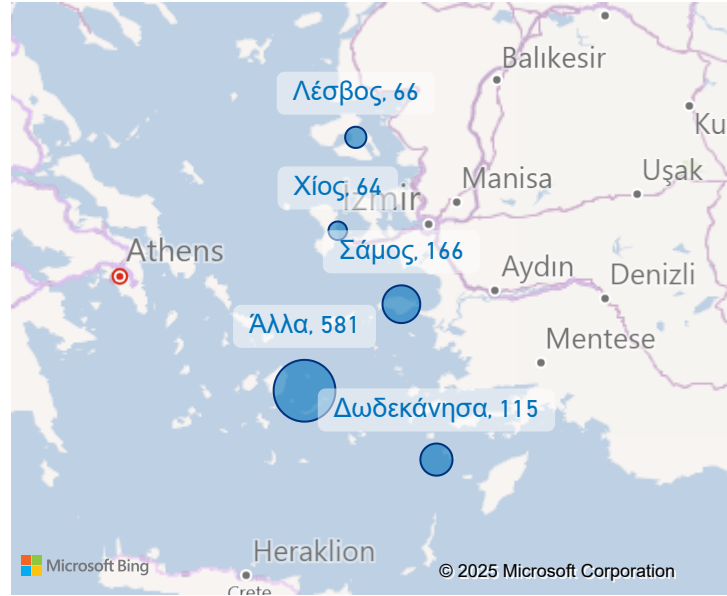 Balıkesir
Λέσβος, 66
Ku
Uşak
Manisa
Χίος, 64
Izmir
Athens
Σάμος, 166
Aydın
Denizli
Άλλα, 581
Mentese
Δωδεκάνησα, 115
Heraklion
Microsoft Bing
© 2025 Microsoft Corporation
Crete